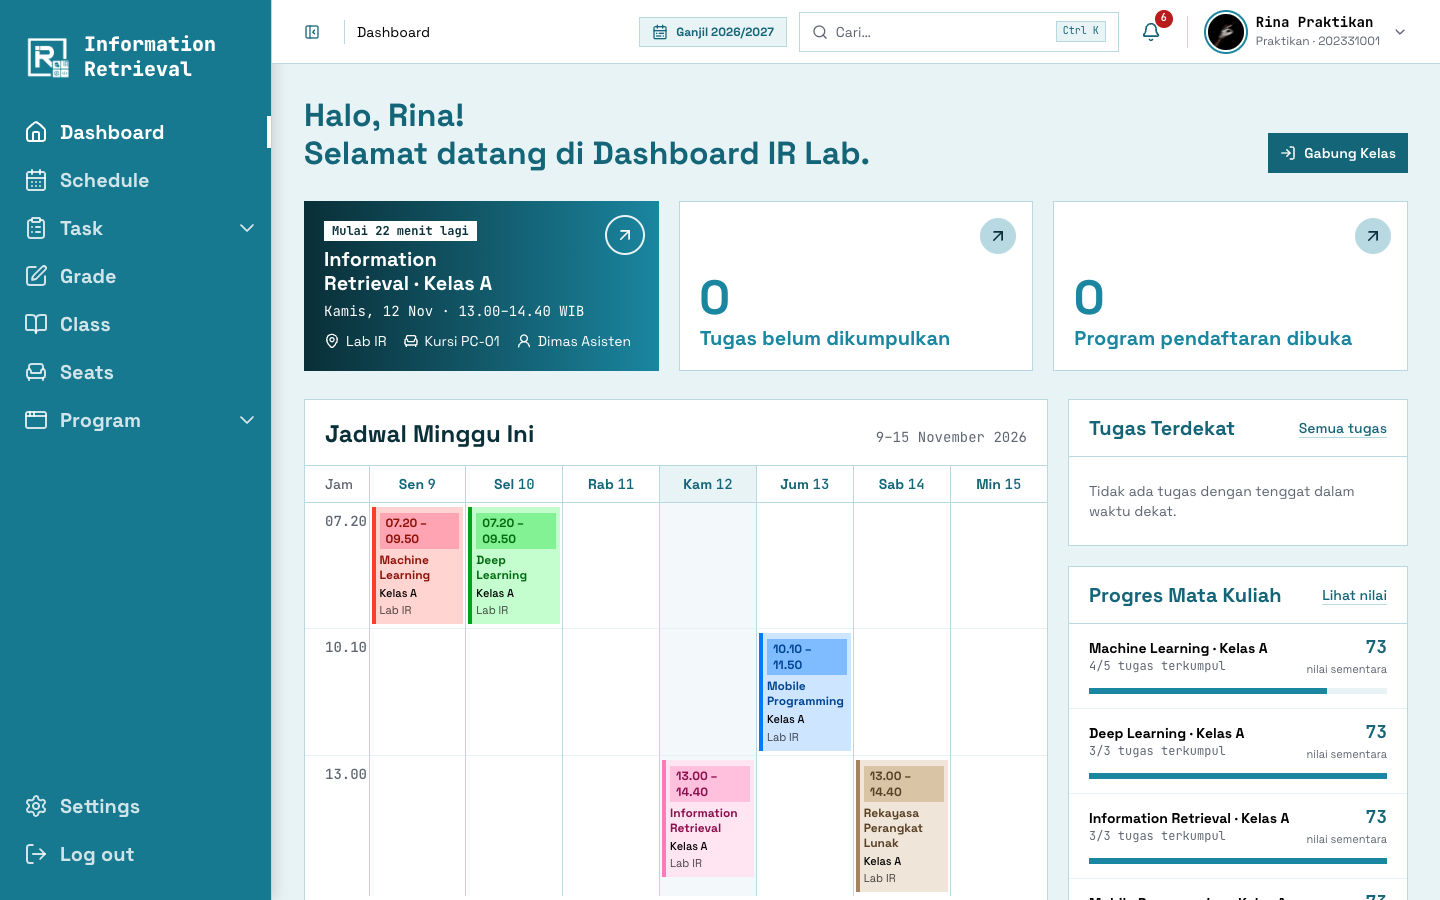 Information
Retrieval
Dashboard
Schedule
Task
Grade
Class
Seats
Program
Settings
Log out
Dashboard
Ganjil 2026/2027
Cari...
Ctrl K
6
Rina Praktikan
Praktikan · 202331001
Halo, Rina!
Selamat datang di Dashboard IR Lab.
Gabung Kelas
Mulai 22 menit lagi
Information
Retrieval · Kelas A
Kamis, 12 Nov · 13.00–14.40 WIB
Lab IR
Kursi PC-01
Dimas Asisten
0
Tugas belum dikumpulkan
0
Program pendaftaran dibuka
Jadwal Minggu Ini
9–15 November 2026
Jam
Sen 9
Sel 10
Rab 11
Kam 12
Jum 13
Sab 14
Min 15
07.20
07.20 –
09.50
Machine
Learning
Kelas A
Lab IR
07.20 –
09.50
Deep
Learning
Kelas A
Lab IR
10.10
10.10 –
11.50
Mobile
Programming
Kelas A
Lab IR
13.00
13.00 –
14.40
Information
Retrieval
Kelas A
Lab IR
13.00 –
14.40
Rekayasa
Perangkat
Lunak
Kelas A
Lab IR
Tugas Terdekat
Semua tugas
Tidak ada tugas dengan tenggat dalam
waktu dekat.
Progres Mata Kuliah
Lihat nilai
Machine Learning · Kelas A
73
4/5 tugas terkumpul
nilai sementara
Deep Learning · Kelas A
73
3/3 tugas terkumpul
nilai sementara
Information Retrieval · Kelas A
73
3/3 tugas terkumpul
nilai sementara